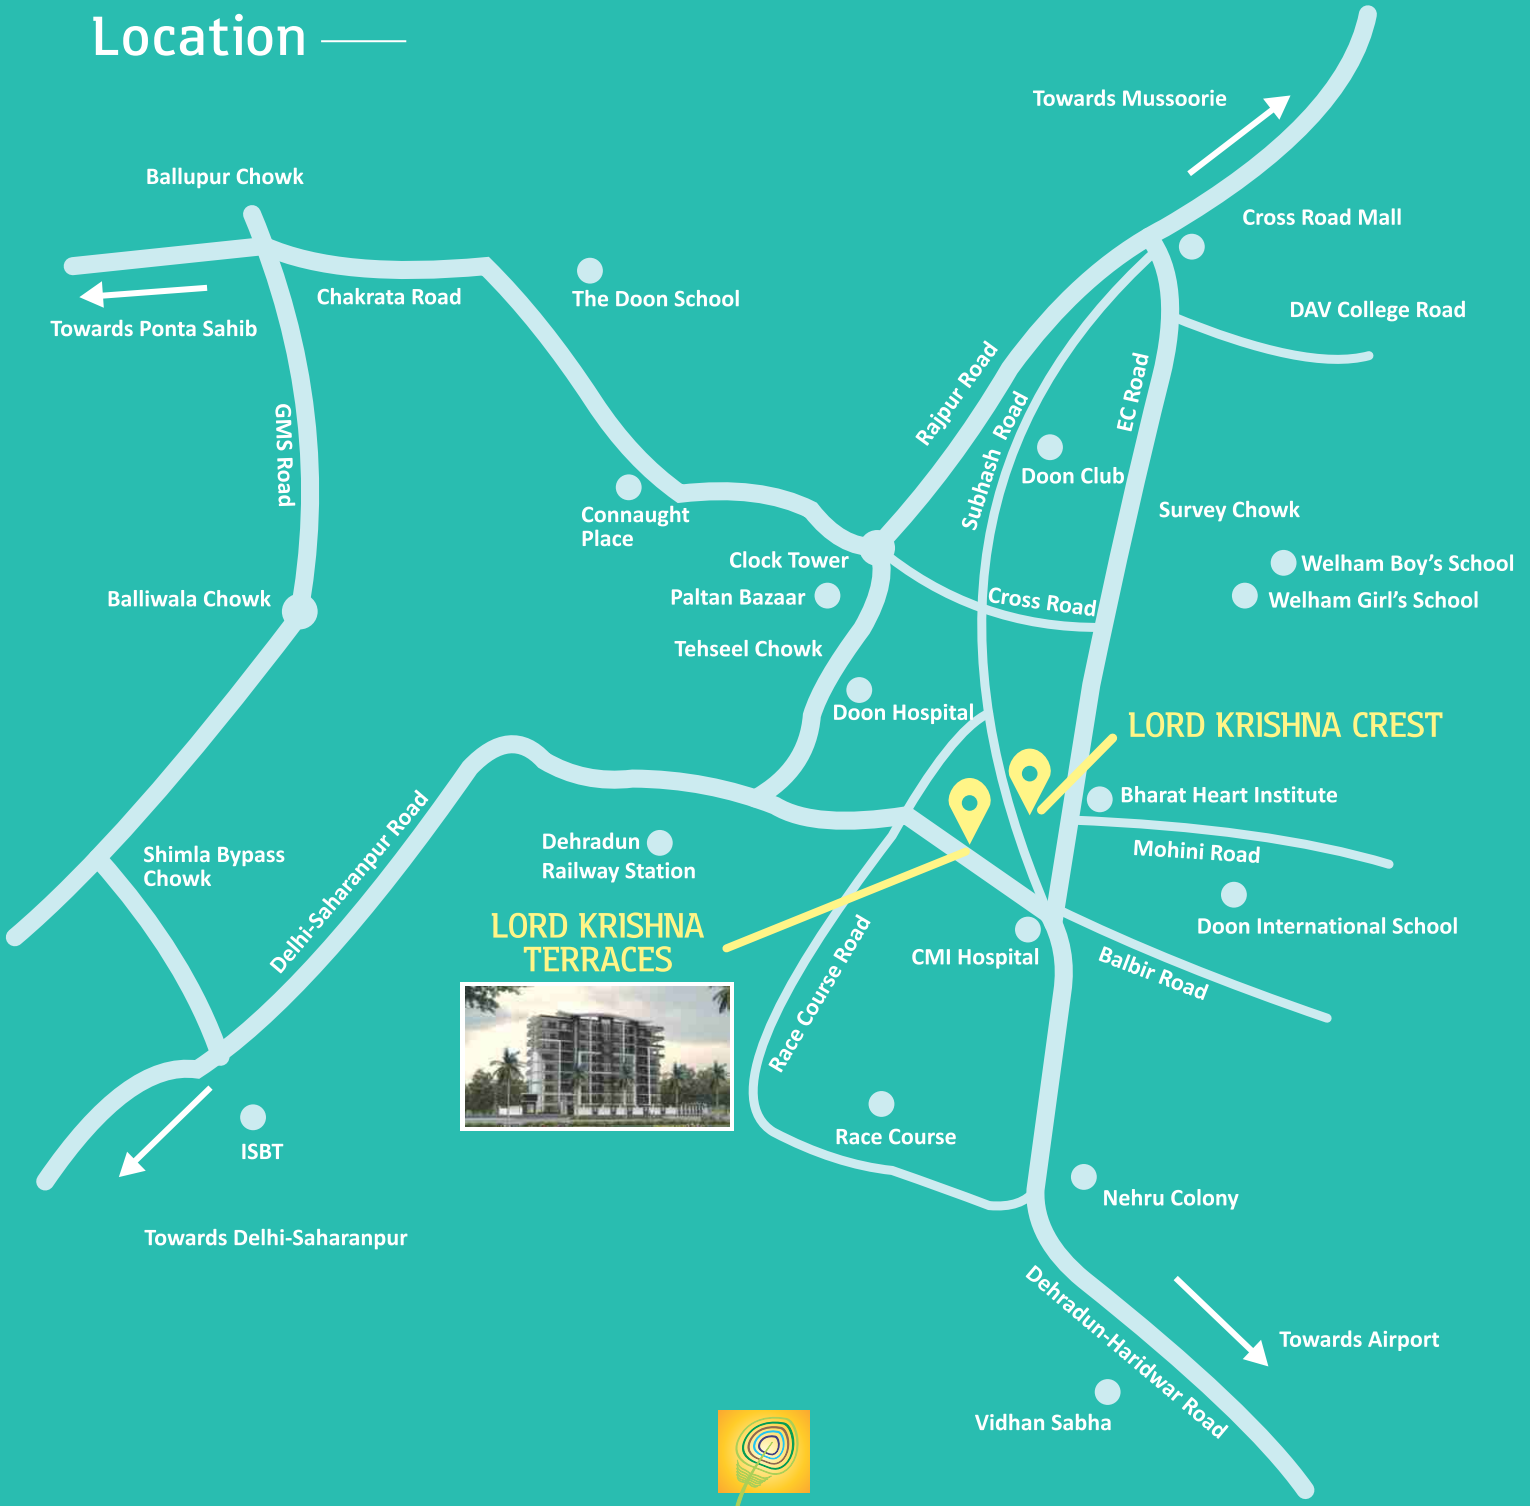 Location
Towards Mussoorie
Ballupur Chowk
Cross Road Mall
Chakrata Road
The Doon School
Towards Ponta Sahib
DAV College Road
Rajpur Road
EC Road
Subhash Road
GMS Road
Doon Club
Survey Chowk
Connaught
Place
Clock Tower
Welham Boy's School
Balliwala Chowk
Paltan Bazaar
Cross Road
Welham Girl's School
Tehseel Chowk
Doon Hospital
LORD KRISHNA CREST
Bharat Heart Institute
Mohini Road
Shimla Bypass
Chowk
Delhi-Saharanpur Road
Dehradun
Railway Station
LORD KRISHNA
TERRACES
Doon International School
CMI Hospital
Balbir Road
Race Course Road
ISBT
Race Course
Nehru Colony
Towards Delhi-Saharanpur
Dehradun-Haridwar Road
Towards Airport
Vidhan Sabha